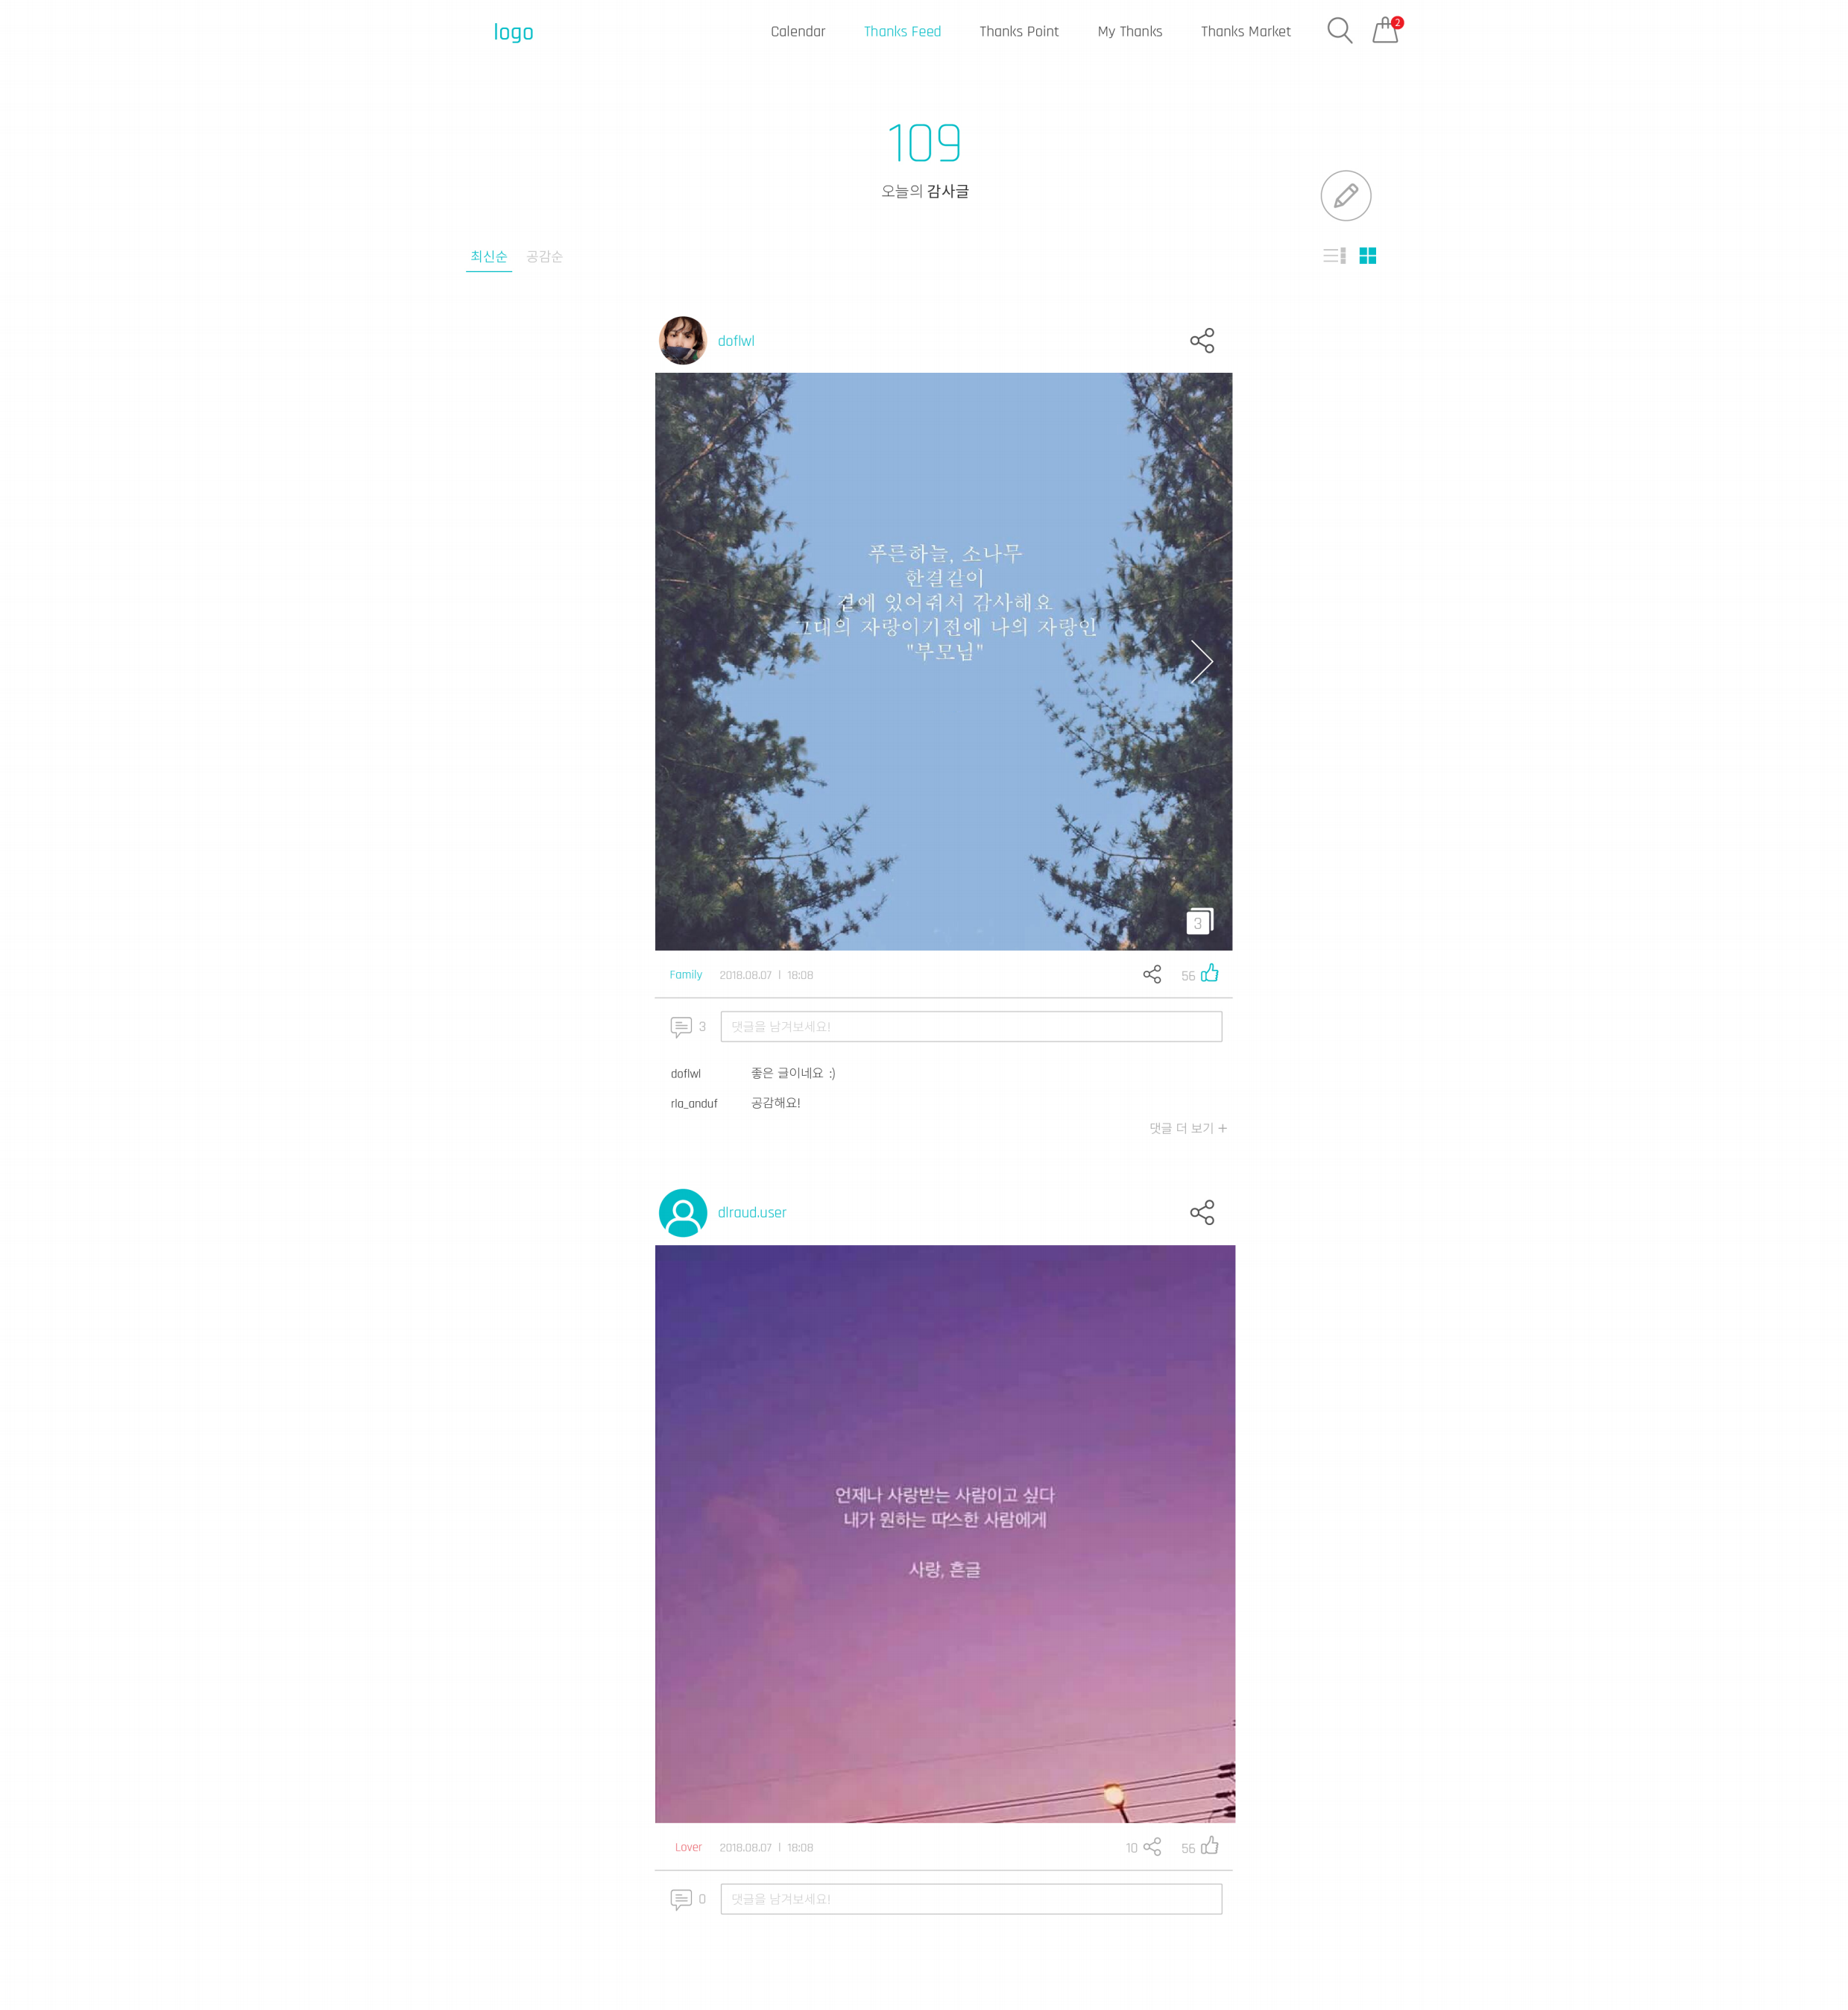 logo
Calendar
Thanks Feed
Thanks Point
My Thanks
Thanks Market
2
109
오늘의 감사글
최신순
공감순
doflwl
푸른하늘, 소나무
한결같이
곁에 있어줘서 감사해요
그대의 자랑이기전에 나의 자랑인
"부모님"
3
Family
2018.08.07 | 18:08
56
3
댓글을 남겨보세요!
doflwl 좋은 글이네요 :)
rla_anduf 공감해요!
댓글 더 보기 +
dlraud.user
언제나 사랑받는 사람이고 싶다
내가 원하는 따스한 사람에게
사랑, 흔글
Lover
2018.08.07 | 18:08
10
56
0
댓글을 남겨보세요!